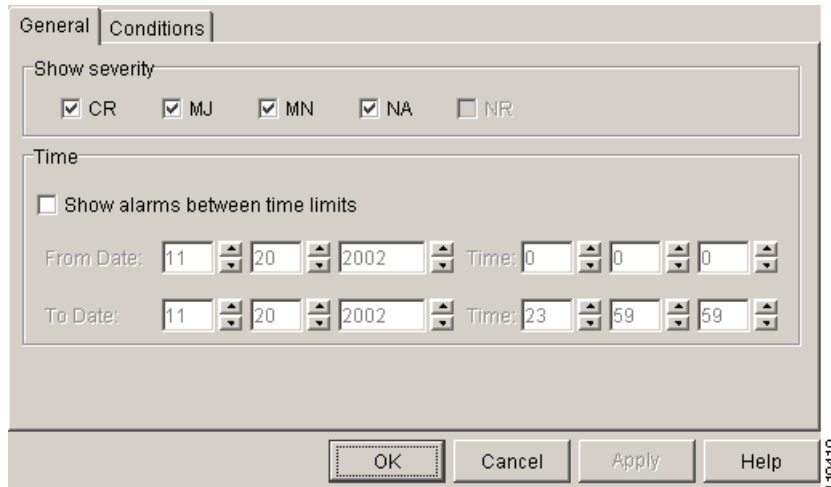 General Conditions
Show severity
CR MJ MN NA NR
Time
Show alarms between time limits
From Date: 11 20 2002 Time: 0 0 0
To Date: 11 20 2002 Time: 23 59 59
OK Cancel Apply Help